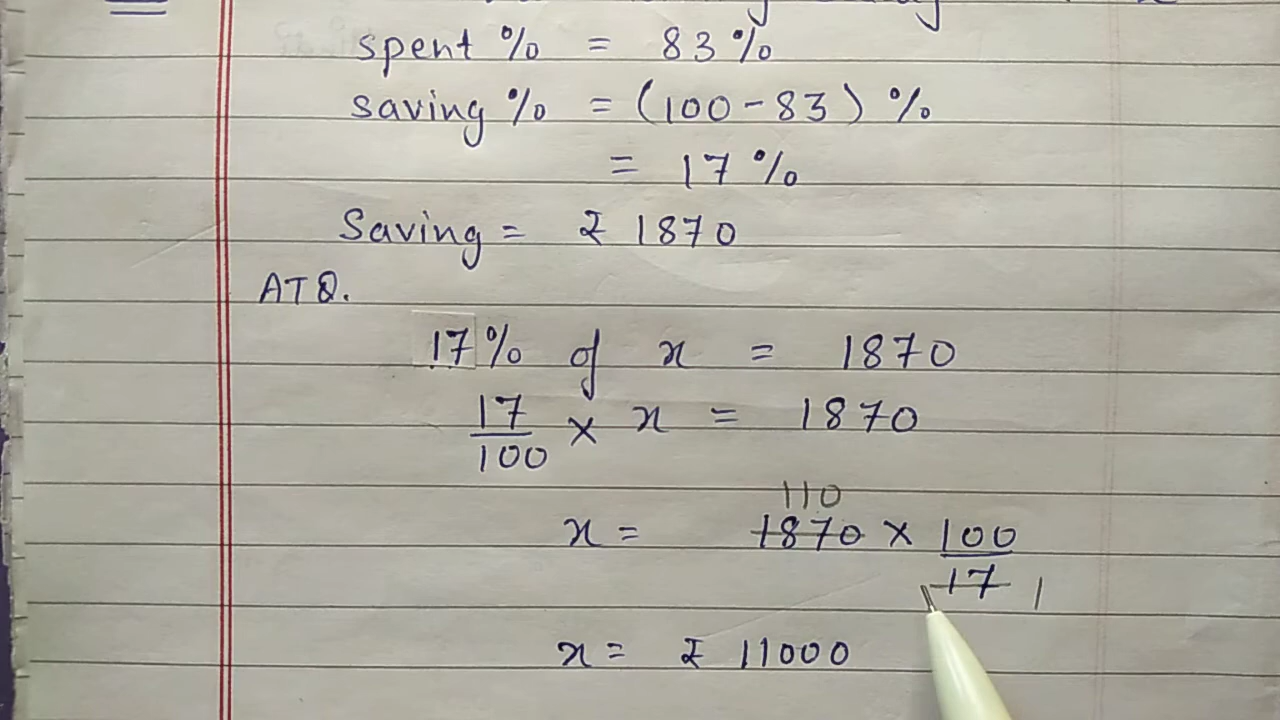 spent % = 83%
saving % = (100-83) %
= 17%
Saving = ₹ 1870
ATQ.
17% of x = 1870
17/100 × x = 1870
110
x = 1870 × 100/17 1
x = ₹ 11000